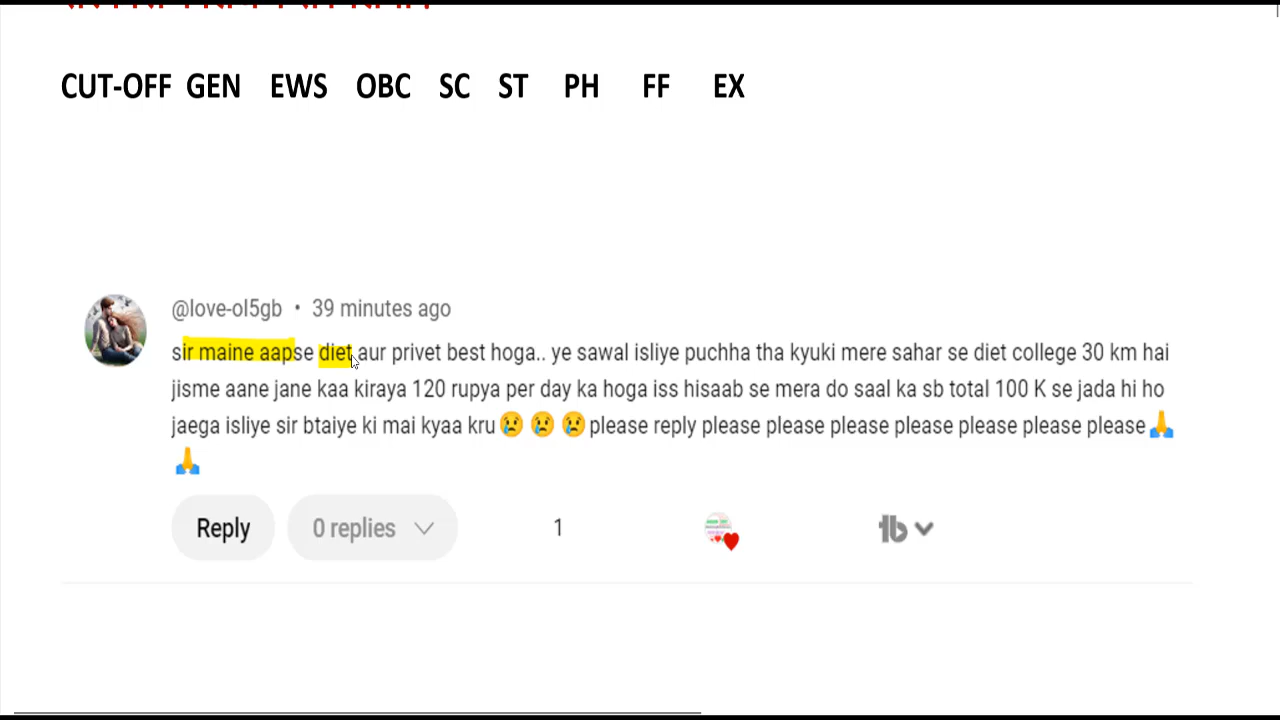 CUT-OFF GEN EWS OBC SC ST PH FF EX
@love-ol5gb • 39 minutes ago
sir maine aapse diet aur privet best hoga.. ye sawal isliye puchha tha kyuki mere sahar se diet college 30 km hai
jisme aane jane kaa kiraya 120 rupya per day ka hoga iss hisaab se mera do saal ka sb total 100 K se jada hi ho
jaega isliye sir btaiye ki mai kyaa kru😢 😢 😢 please reply please please please please please please please🙏
🙏
Reply 0 replies 1